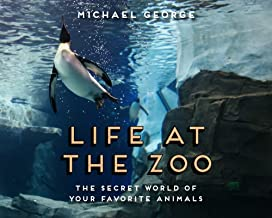 MICHAEL GEORGE
LIFE AT
THE ZOO
THE SECRET WORLD OF
YOUR FAVORITE ANIMALS